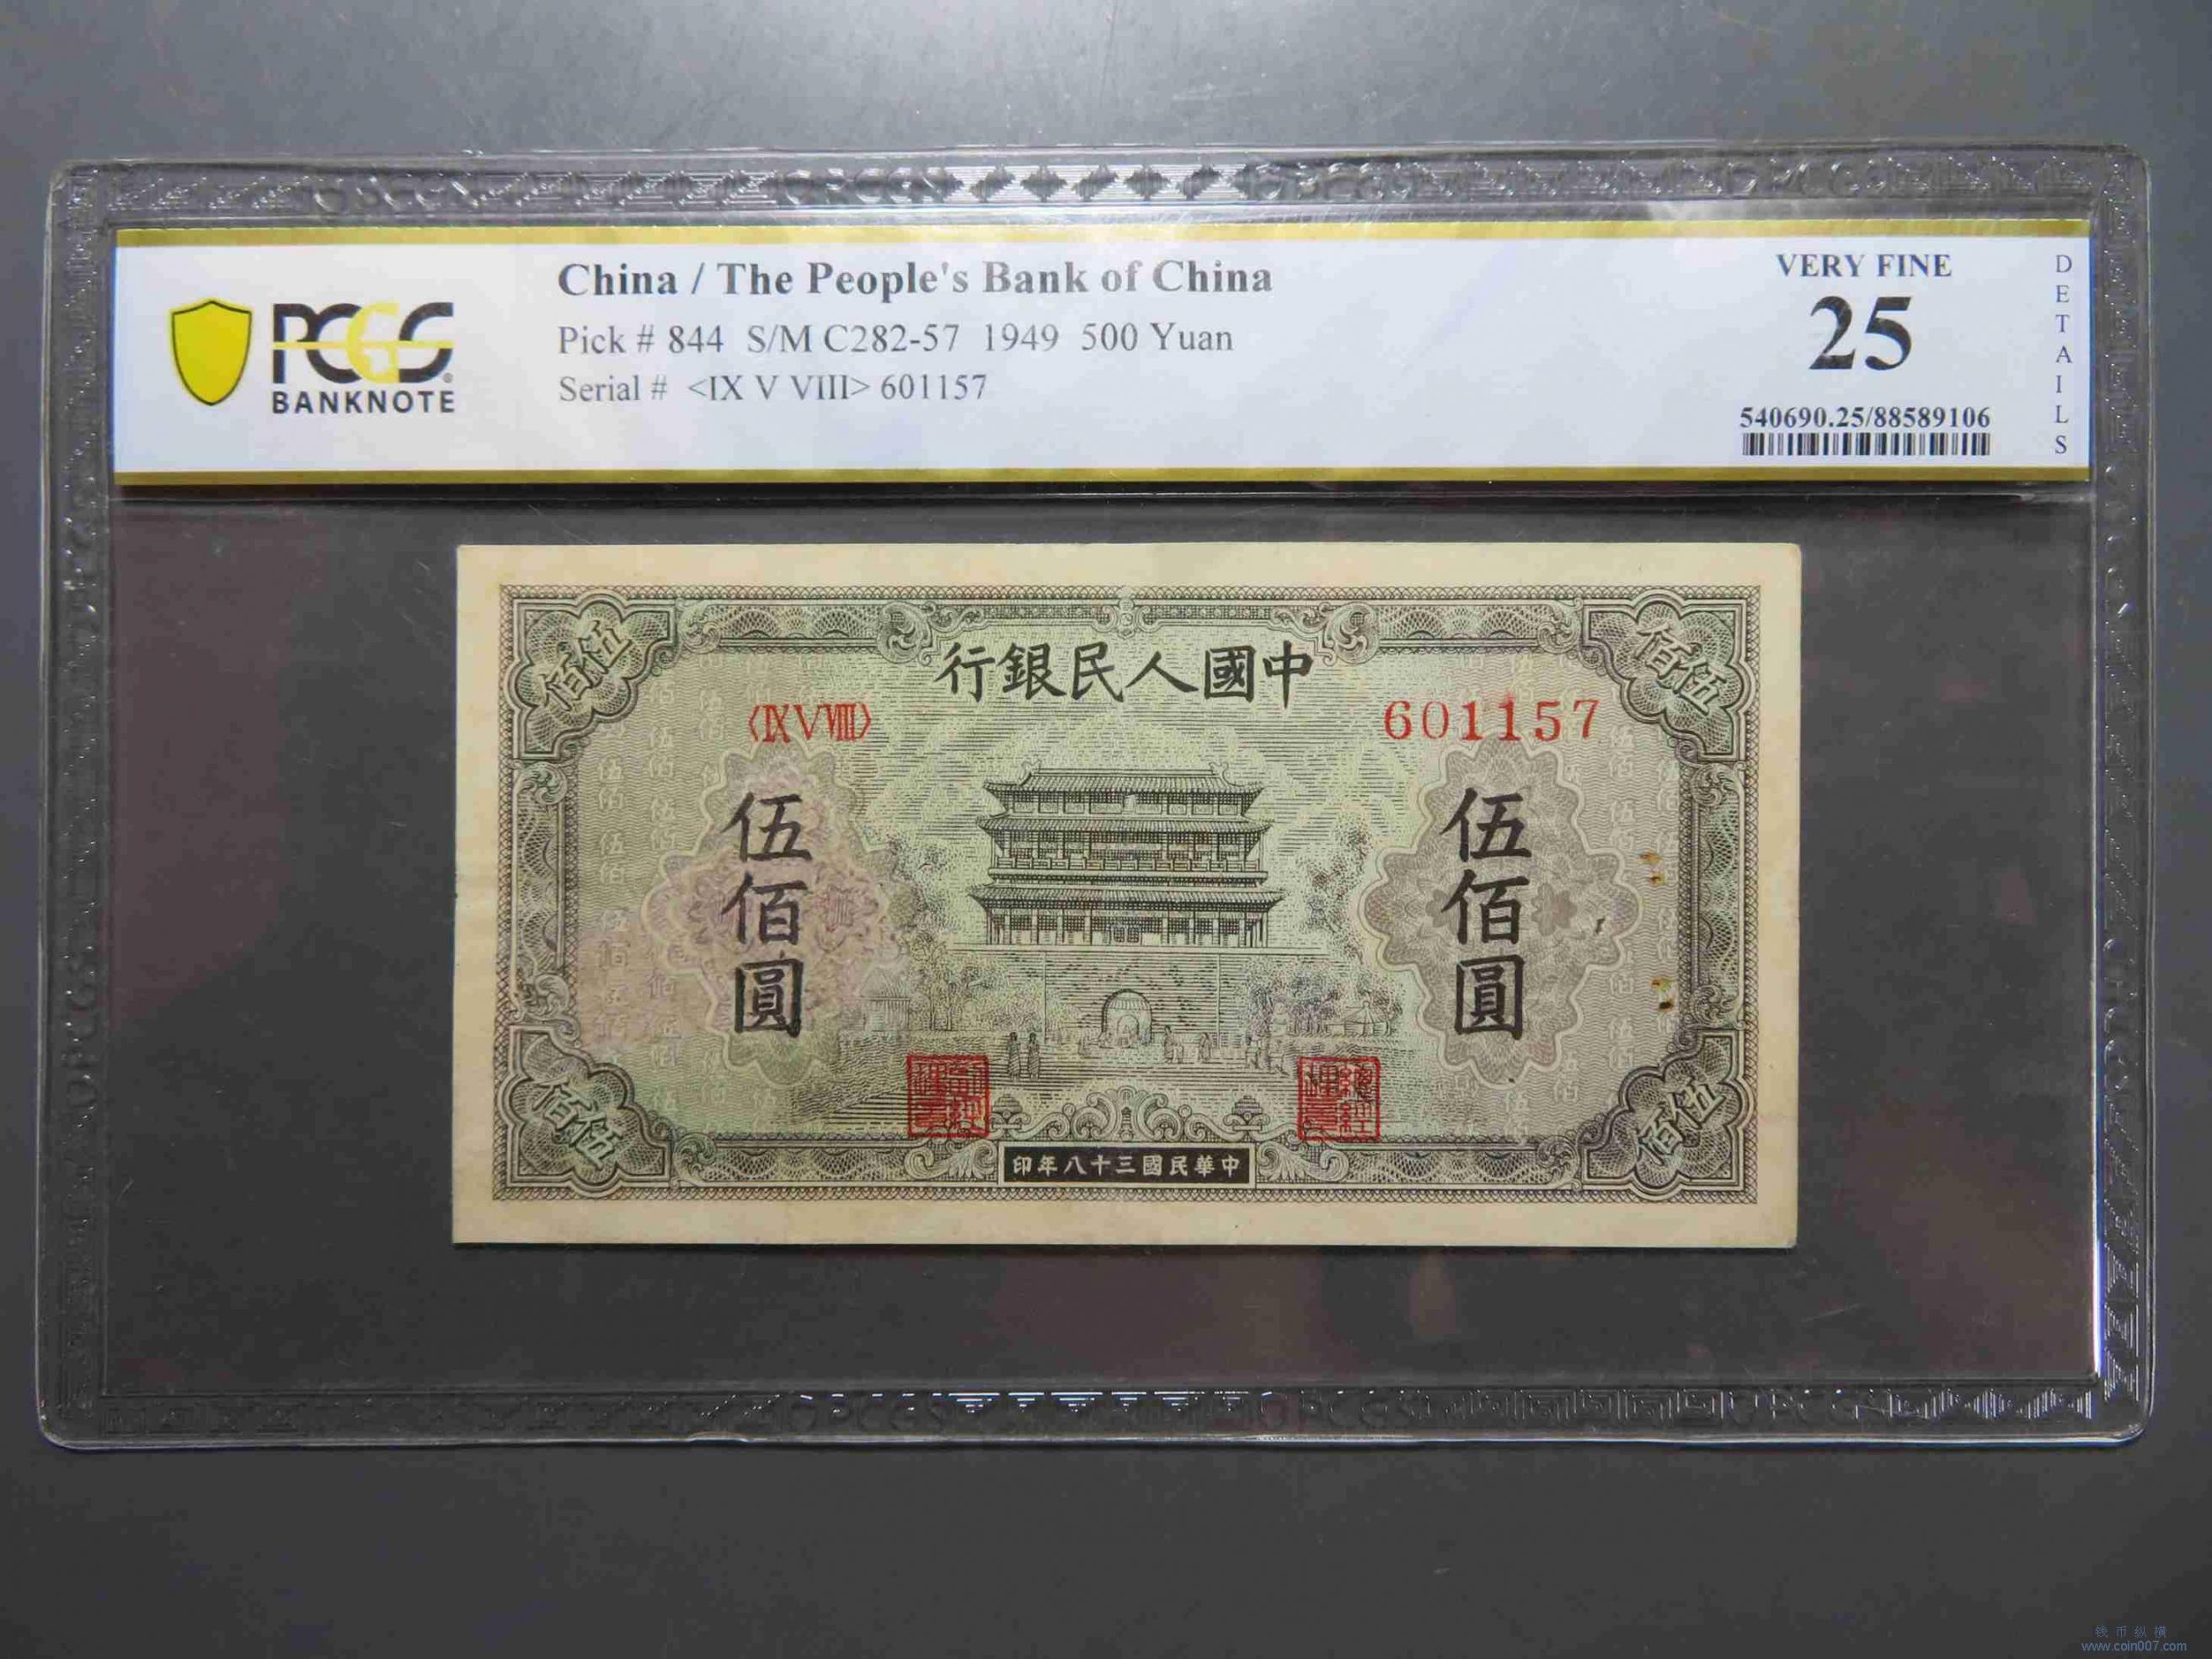 China / The People's Bank of China
Pick # 844 S/M C282-57 1949 500 Yuan
Serial # <IX V VIII> 601157
PCGS
BANKNOTE
VERY FINE
25
540690.25/88589106
DETAILS
行銀民人國中
〈IX V VIII〉 601157
佰伍
佰伍
伍佰圓
伍佰圓
佰伍
佰伍
印年八十三國民華中
钱币纵横
www.coin007.com